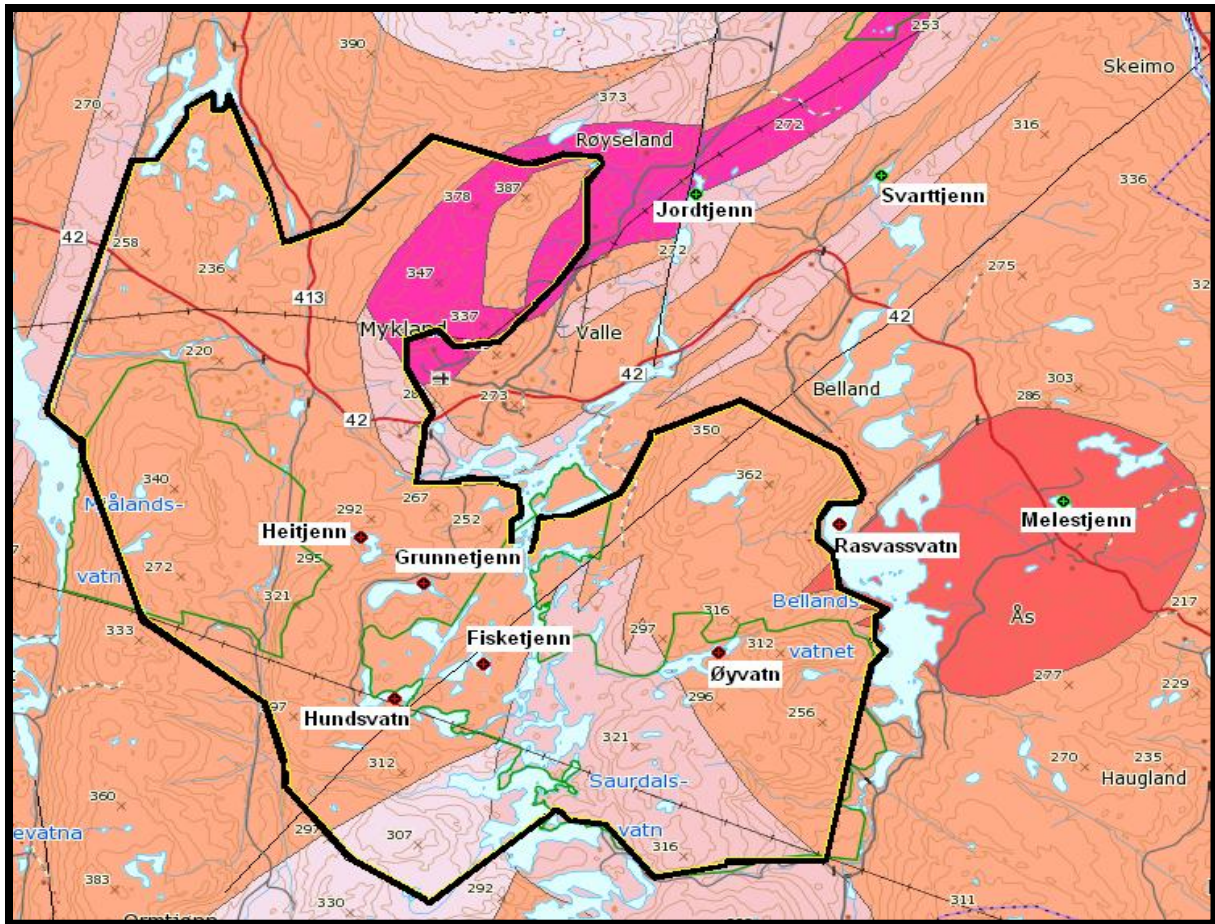 390
253
Skeimo
270
373
272
316
Røyseland
336
378
387
Svarttjenn
Jordtjenn
42
258
236
272
275
347
413
337
42
Mykland
Valle
220
42
Belland
303
273
286
42
350
340
362
267
292
252
Målands-
Heitjenn
Melestjenn
Grunnetjenn
Rasvassvatn
295
272
vatn
321
316
Bellands
217
333
297
Fisketjenn
312
Ås
vatnet
Øyvatn
277
229
296
256
Hundsvatn
321
312
270
235
Saurdals-
Haugland
360
evatna
297
307
vatn
316
383
292
330
311